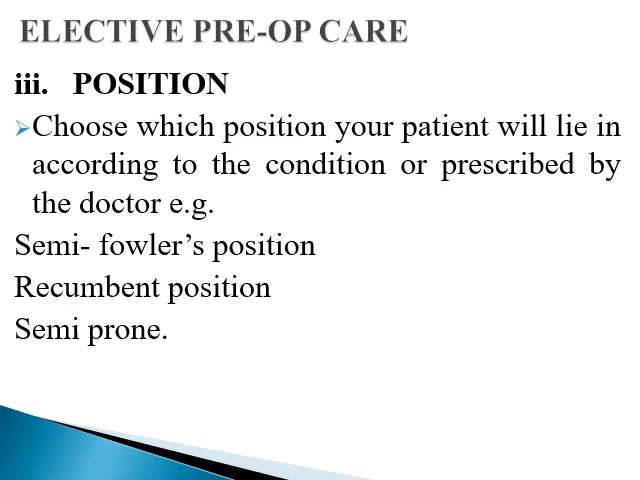 ELECTIVE PRE-OP CARE
iii. POSITION
Choose which position your patient will lie in
according to the condition or prescribed by
the doctor e.g.
Semi- fowler’s position
Recumbent position
Semi prone.